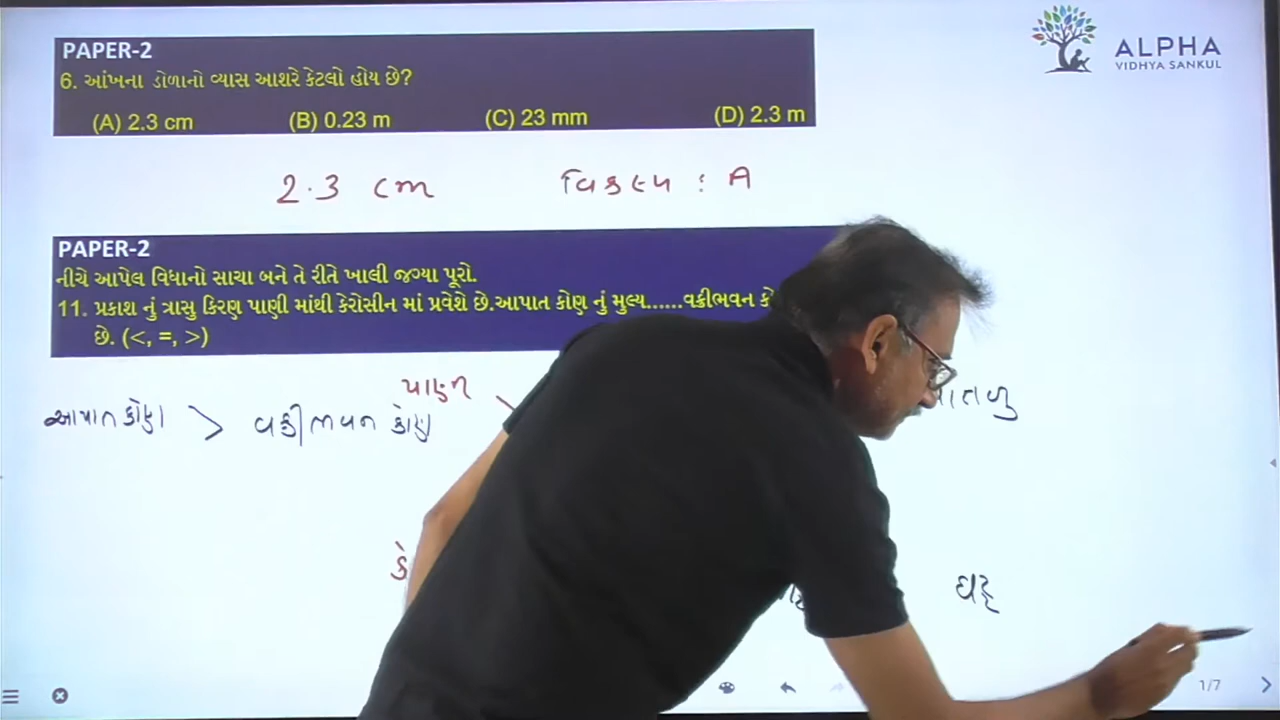 PAPER-2
6. આંખના ડોળાનો વ્યાસ આશરે કેટલો હોય છે?
(A) 2.3 cm (B) 0.23 m (C) 23 mm (D) 2.3 m
ALPHA
VIDHYA SANKUL
2.3 cm વિકલ્પ : A
PAPER-2
નીચે આપેલ વિધાનો સાચા બને તે રીતે ખાલી જગ્યા પૂરો.
11. પ્રકાશ નું ત્રાસુ કિરણ પાણી માંથી કેરોસીન માં પ્રવેશે છે.આપાત કોણ નું મુલ્ય......વક્રીભવન
છે. (<, =, >)
પાણી
આપાતકોણ > વક્રીભવન કોણ
ઘટ્ટ
1/7